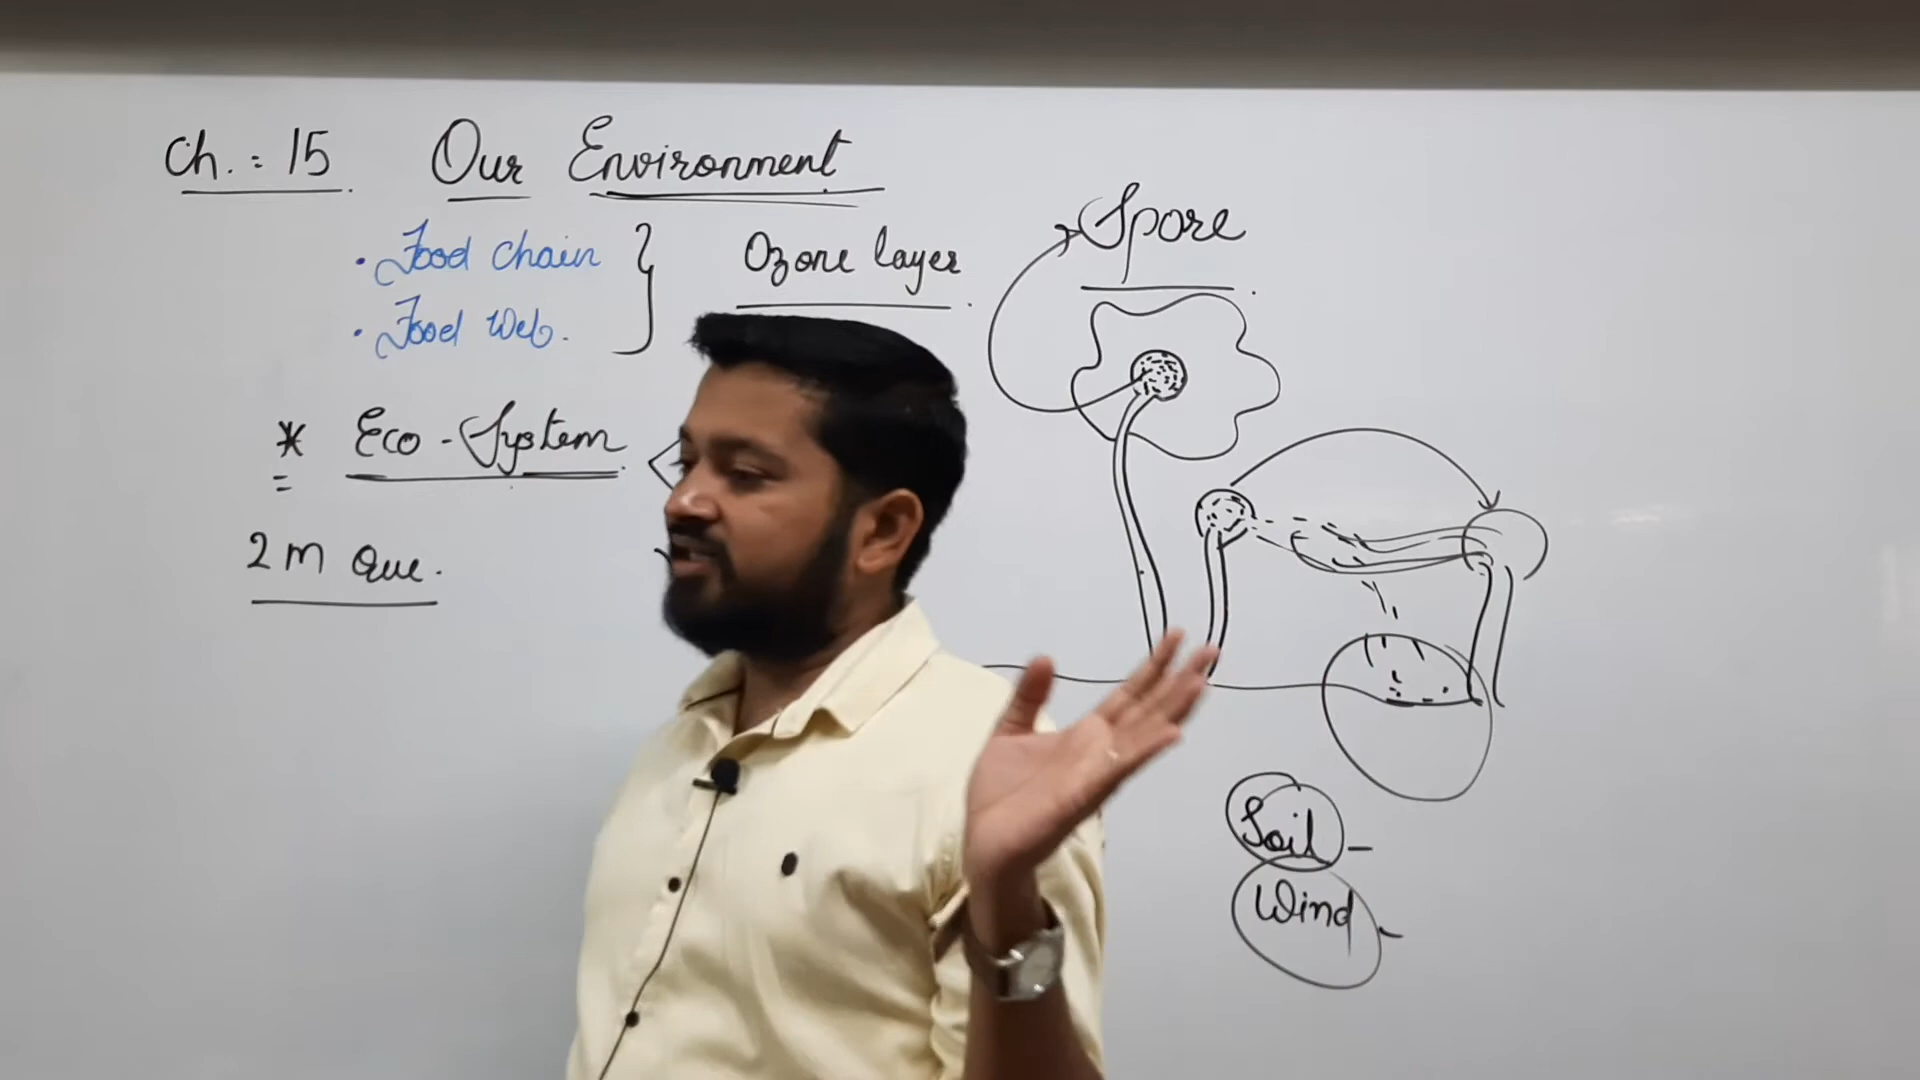 Ch. : 15 Our Environment
• Food chain
• Food Web.
Ozone layer
* Eco-System
2 m Que.
Spore
Soil -
Wind -